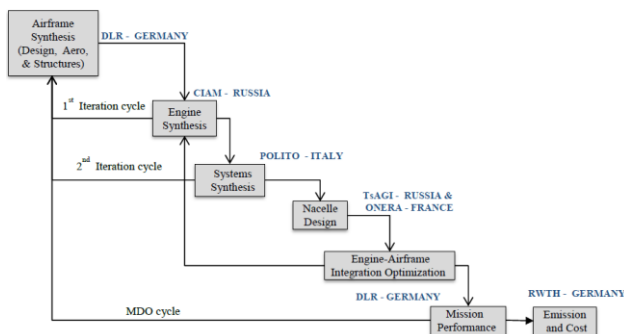 Airframe
Synthesis
(Design, Aero,
& Structures)
DLR - GERMANY
CIAM - RUSSIA
1st Iteration cycle
Engine
Synthesis
POLITO - ITALY
2nd Iteration cycle
Systems
Synthesis
TsAGI - RUSSIA &
ONERA - FRANCE
Nacelle
Design
Engine-Airframe
Integration Optimization
DLR - GERMANY
RWTH - GERMANY
MDO cycle
Mission
Performance
Emission
and Cost